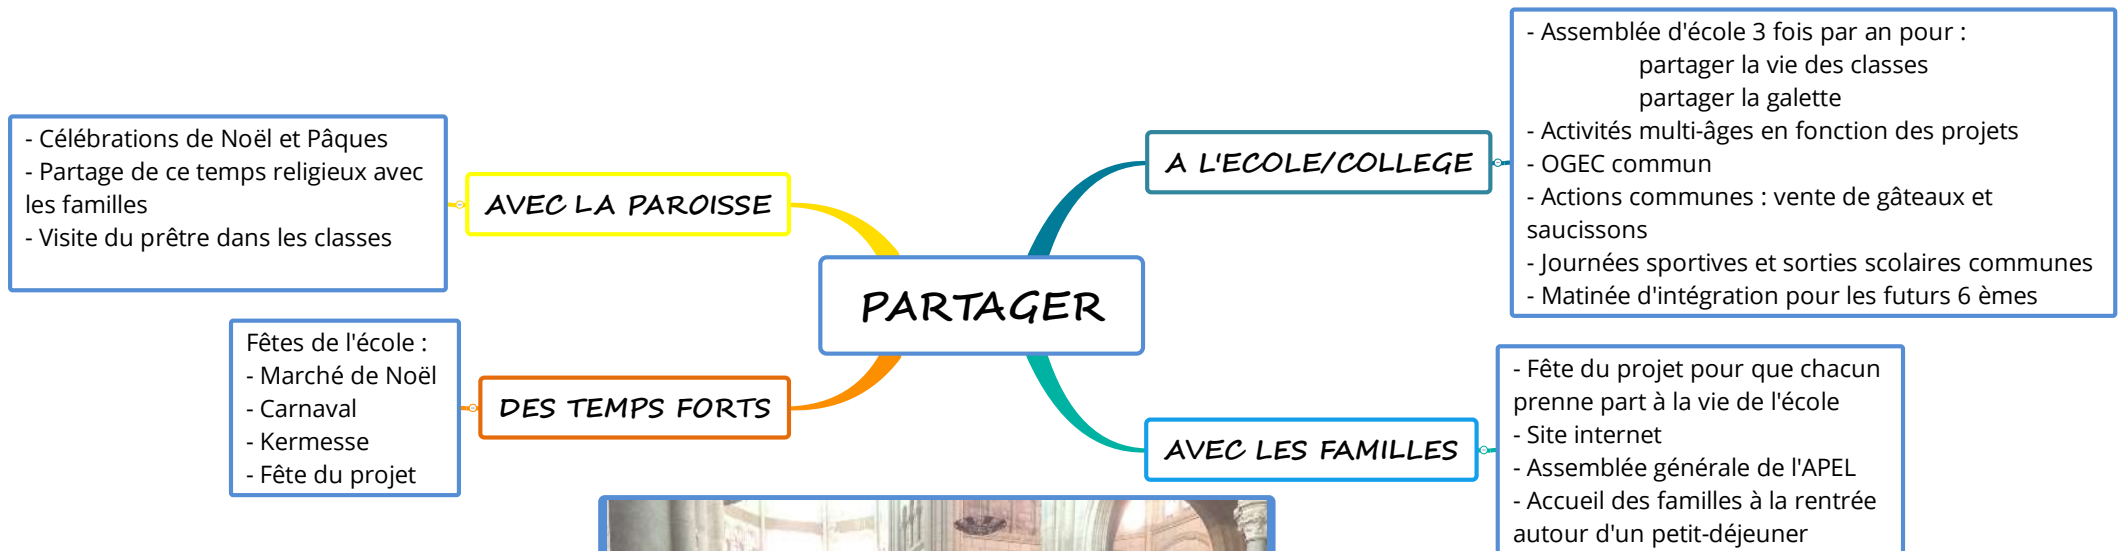 PARTAGER
A L'ECOLE/COLLEGE
- Assemblée d'école 3 fois par an pour :
partager la vie des classes
partager la galette
- Activités multi-âges en fonction des projets
- OGEC commun
- Actions communes : vente de gâteaux et
saucissons
- Journées sportives et sorties scolaires communes
- Matinée d'intégration pour les futurs 6 èmes
AVEC LES FAMILLES
- Fête du projet pour que chacun
prenne part à la vie de l'école
- Site internet
- Assemblée générale de l'APEL
- Accueil des familles à la rentrée
autour d'un petit-déjeuner
AVEC LA PAROISSE
- Célébrations de Noël et Pâques
- Partage de ce temps religieux avec
les familles
- Visite du prêtre dans les classes
DES TEMPS FORTS
Fêtes de l'école :
- Marché de Noël
- Carnaval
- Kermesse
- Fête du projet